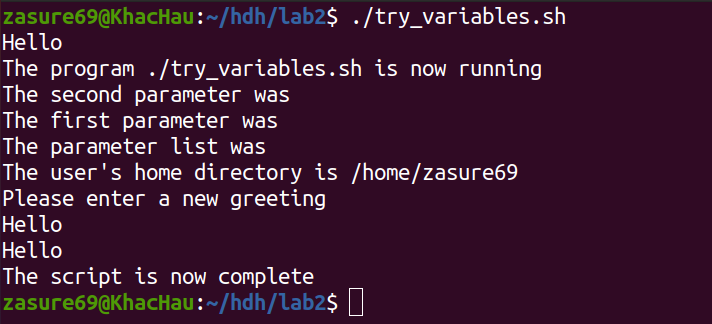 zasure69@KhacHau:~/hdh/lab2$ ./try_variables.sh
Hello
The program ./try_variables.sh is now running
The second parameter was
The first parameter was
The parameter list was
The user's home directory is /home/zasure69
Please enter a new greeting
Hello
Hello
The script is now complete
zasure69@KhacHau:~/hdh/lab2$